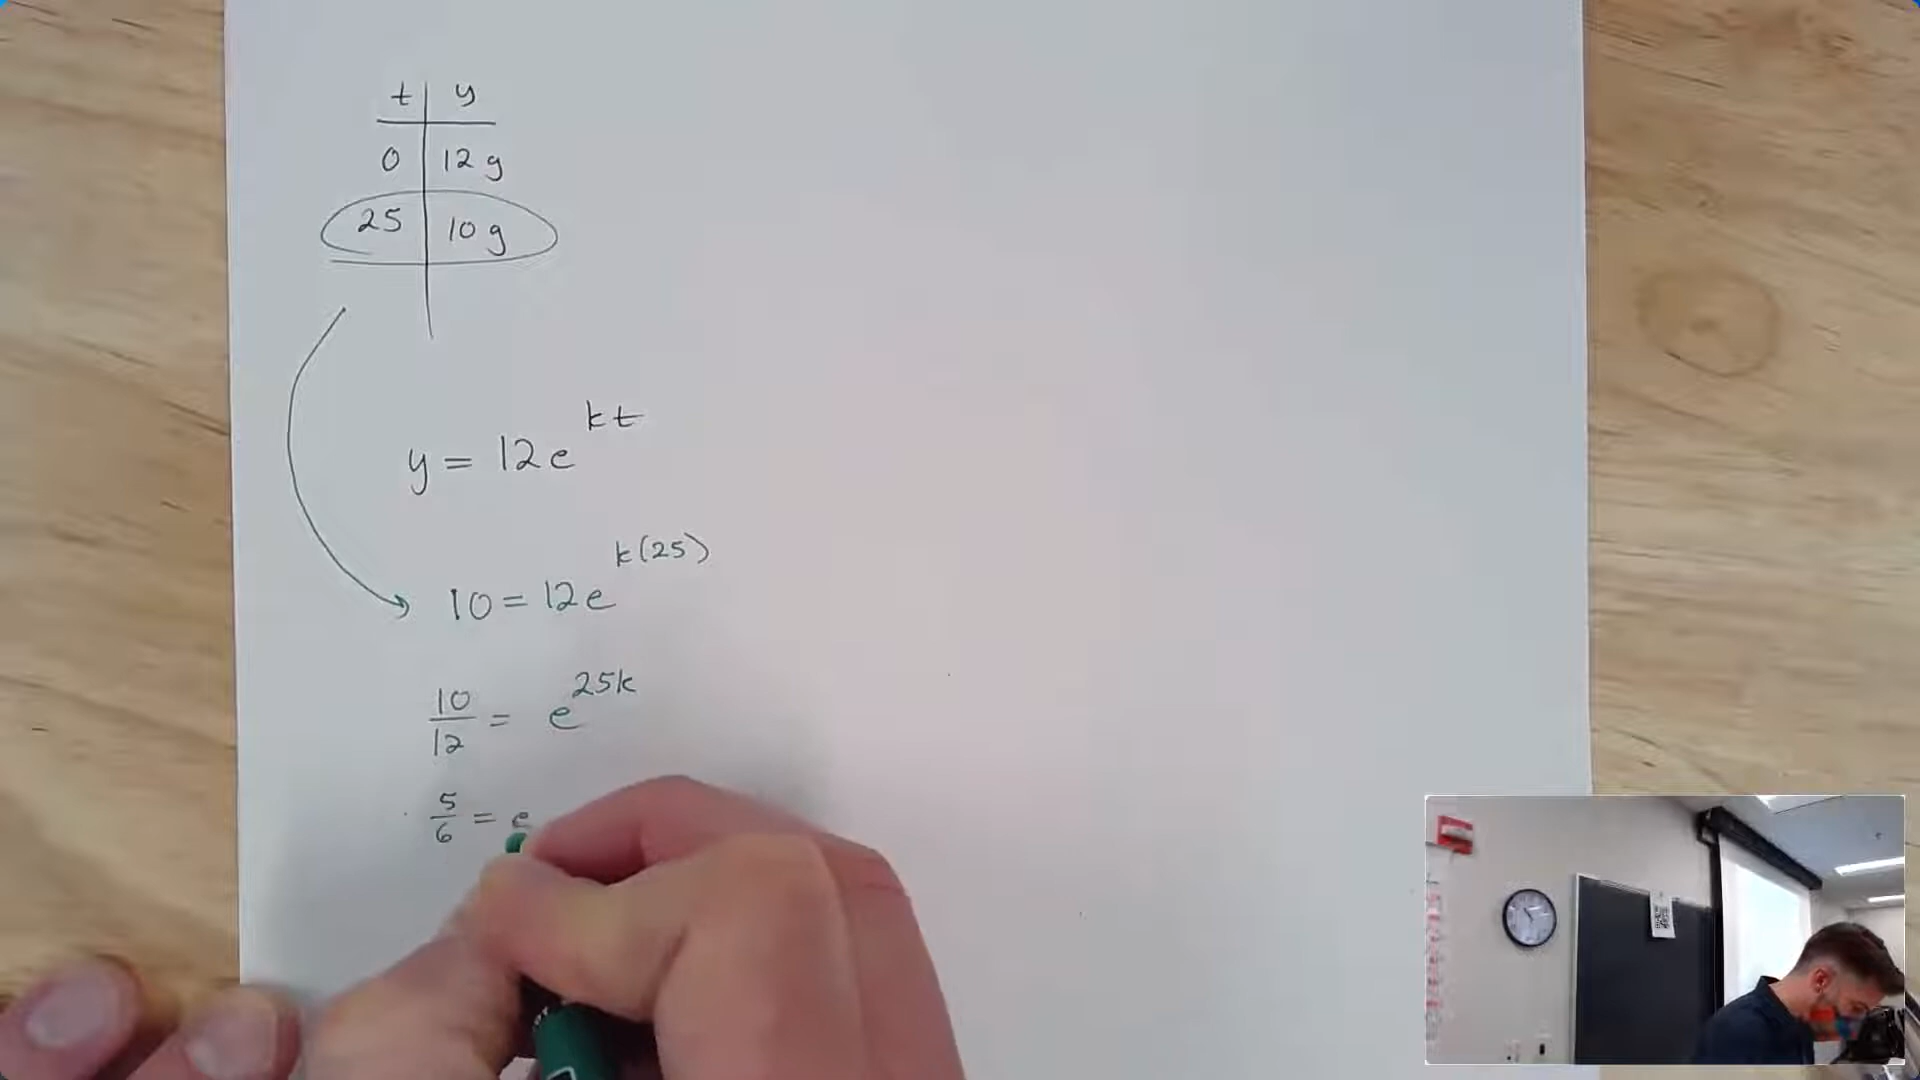 t y
0 12 g
25 10 g
y = 12e^{kt}
10 = 12e^{k(25)}
10/12 = e^{25k}
5/6 = e